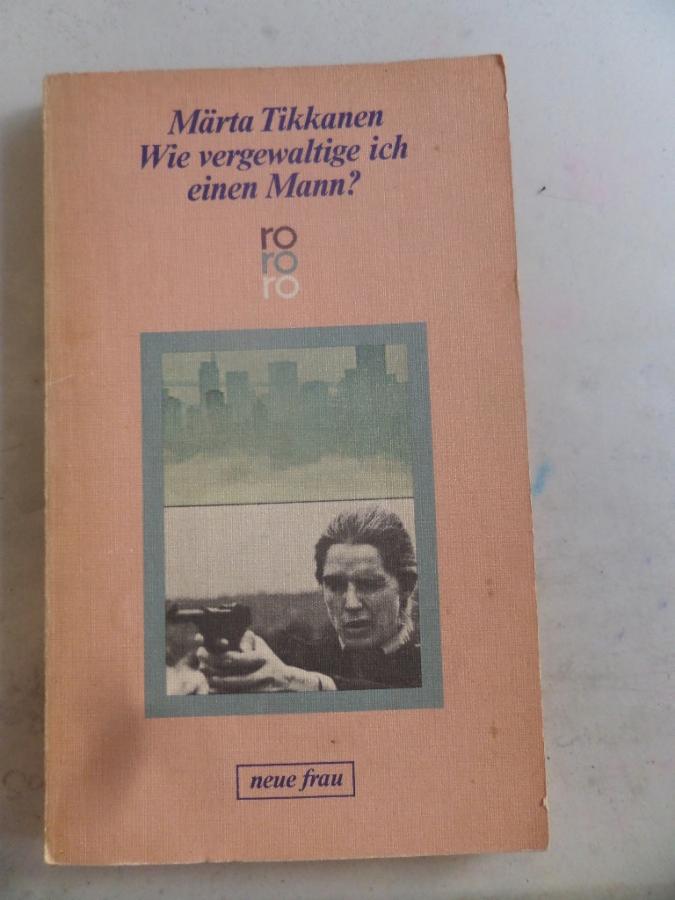 Märta Tikkanen
Wie vergewaltige ich
einen Mann?
ro
ro
ro
neue frau